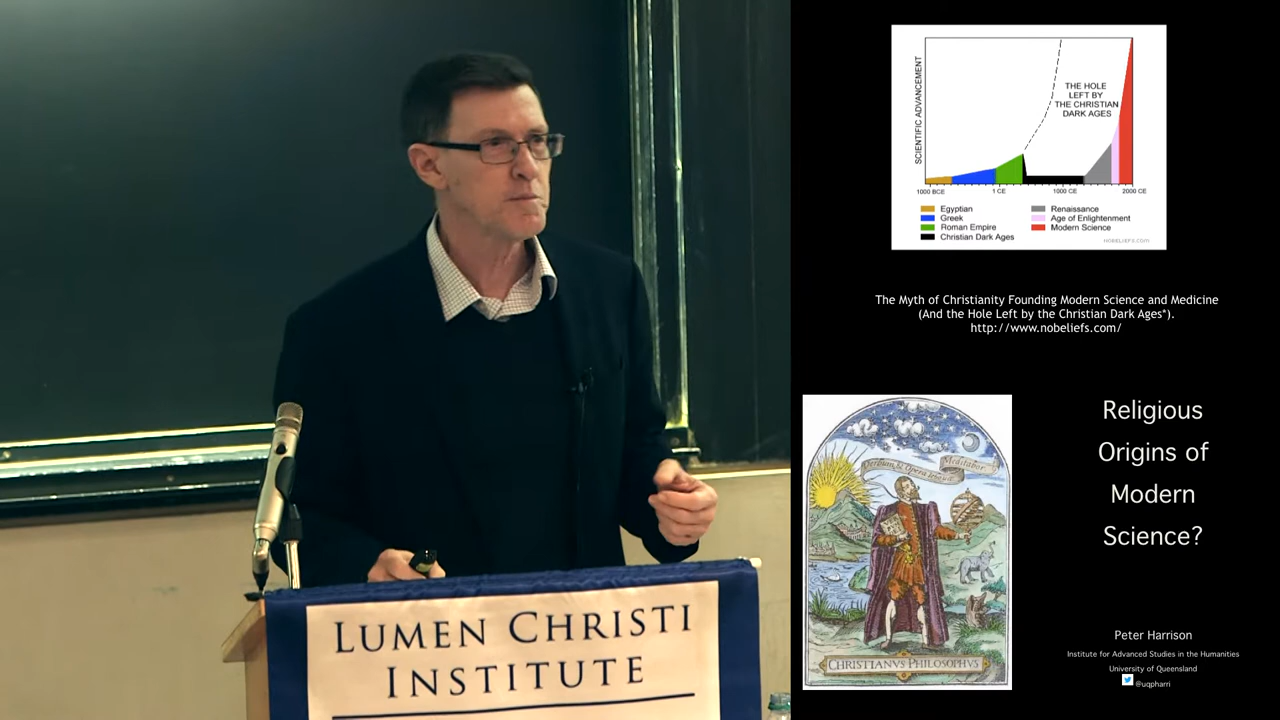 LUMEN CHRISTI
INSTITUTE
SCIENTIFIC ADVANCEMENT
THE HOLE
LEFT BY
THE CHRISTIAN
DARK AGES
1000 BCE
1 CE
1000 CE
2000 CE
Egyptian
Greek
Roman Empire
Christian Dark Ages
Renaissance
Age of Enlightenment
Modern Science
NOBELIEFS.COM
The Myth of Christianity Founding Modern Science and Medicine
(And the Hole Left by the Christian Dark Ages*).
http://www.nobeliefs.com/
Meditabor
CHRISTIANVS PHILOSOPHVS
Religious
Origins of
Modern
Science?
Peter Harrison
Institute for Advanced Studies in the Humanities
University of Queensland
@uqpharri